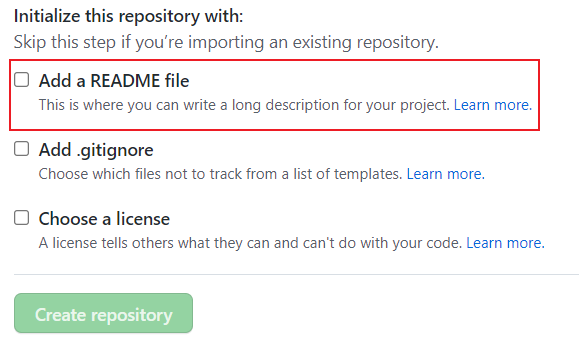 Initialize this repository with:
Skip this step if you’re importing an existing repository.
Add a README file
This is where you can write a long description for your project. Learn more.
Add .gitignore
Choose which files not to track from a list of templates. Learn more.
Choose a license
A license tells others what they can and can't do with your code. Learn more.
Create repository